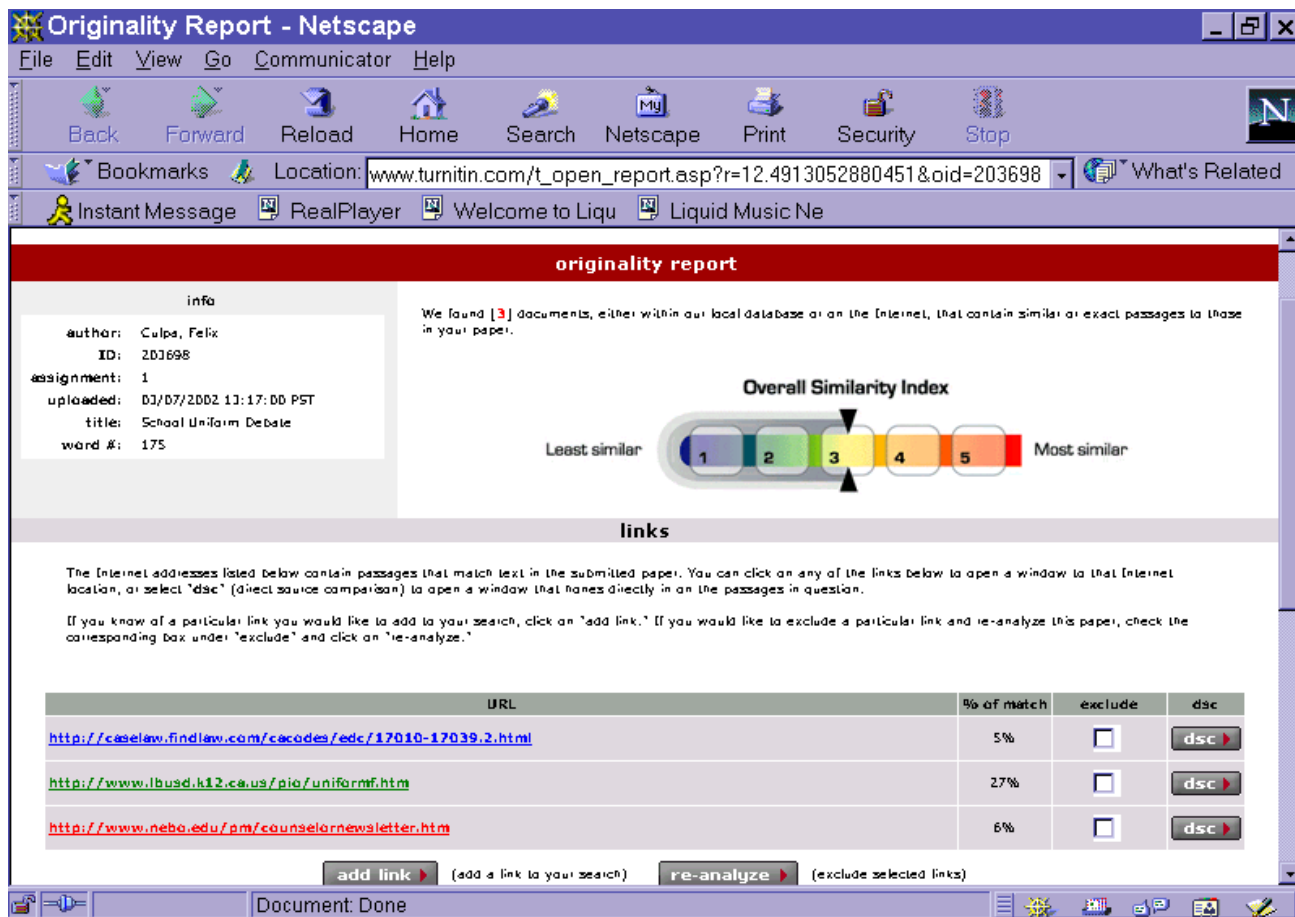 Originality Report - Netscape
File Edit View Go Communicator Help
My
N
Back Forward Reload Home Search Netscape Print Security Stop
Bookmarks Location: www.turnitin.com/t_open_report.asp?r=12.4913052880451&oid=203698 What's Related
Instant Message RealPlayer Welcome to Liqu Liquid Music Ne
originality report
info
author: Culpa, Felix
ID: 203698
assignment: 1
uploaded: 03/07/2002 13:17:00 PST
title: School Uniform Debate
word #: 175
We found [3] documents, either within our local database or on the Internet, that contain similar or exact passages to those
in your paper.
Overall Similarity Index
Least similar 1 2 3 4 5 Most similar
links
The Internet addresses listed below contain passages that match text in the submitted paper. You can click on any of the links below to open a window to that Internet
location, or select "dsc" (direct source comparison) to open a window that hones directly in on the passages in question.
If you know of a particular link you would like to add to your search, click on "add link." If you would like to exclude a particular link and re-analyze this paper, check the
corresponding box under "exclude" and click on "re-analyze."
URL % of match exclude dsc
http://caselaw.findlaw.com/cacodes/edc/17010-17039.2.html 5% dsc
http://www.lbusd.k12.ca.us/pio/uniformf.htm 27% dsc
http://www.nebo.edu/pm/counselornewsletter.htm 6% dsc
add link (add a link to your search) re-analyze (exclude selected links)
Document: Done